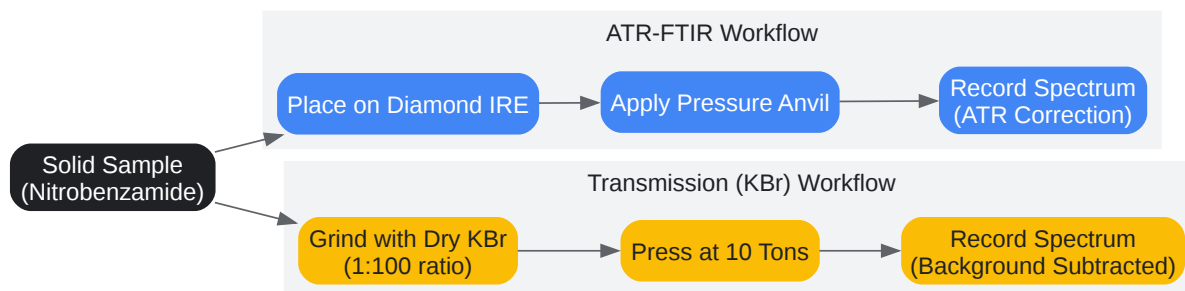 ATR-FTIR Workflow
Place on Diamond IRE
Apply Pressure Anvil
Record Spectrum
(ATR Correction)
Solid Sample
(Nitrobenzamide)
Transmission (KBr) Workflow
Grind with Dry KBr
(1:100 ratio)
Press at 10 Tons
Record Spectrum
(Background Subtracted)